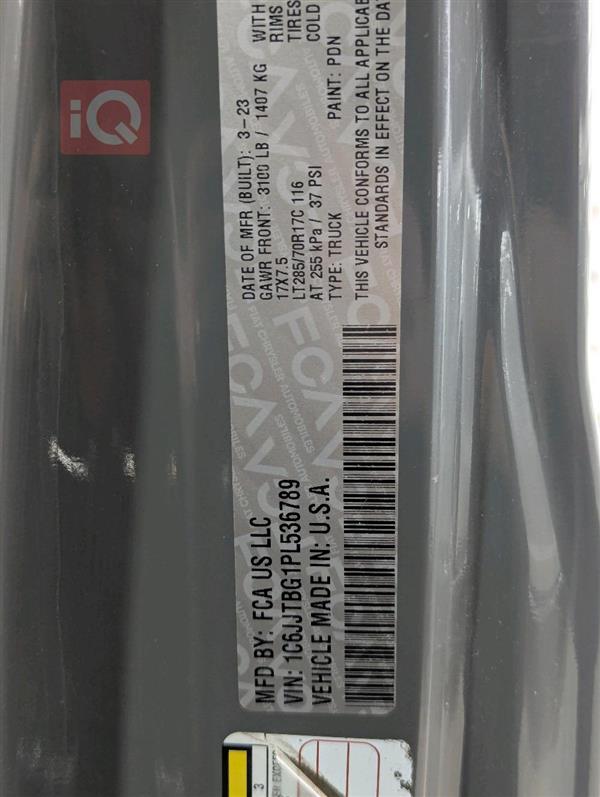 iQ
MFD BY: FCA US LLC
DATE OF MFR (BUILT): 3-23
VIN: 1C6JJTBG1PL536789
GAWR FRONT: 3100 LB / 1407 KG WITH
VEHICLE MADE IN: U.S.A.
17X7.5 RIMS
LT285/70R17C 116 TIRES
AT 255 kPa / 37 PSI COLD
TYPE: TRUCK PAINT: PDN
THIS VEHICLE CONFORMS TO ALL APPLICAB
STANDARDS IN EFFECT ON THE DA
3